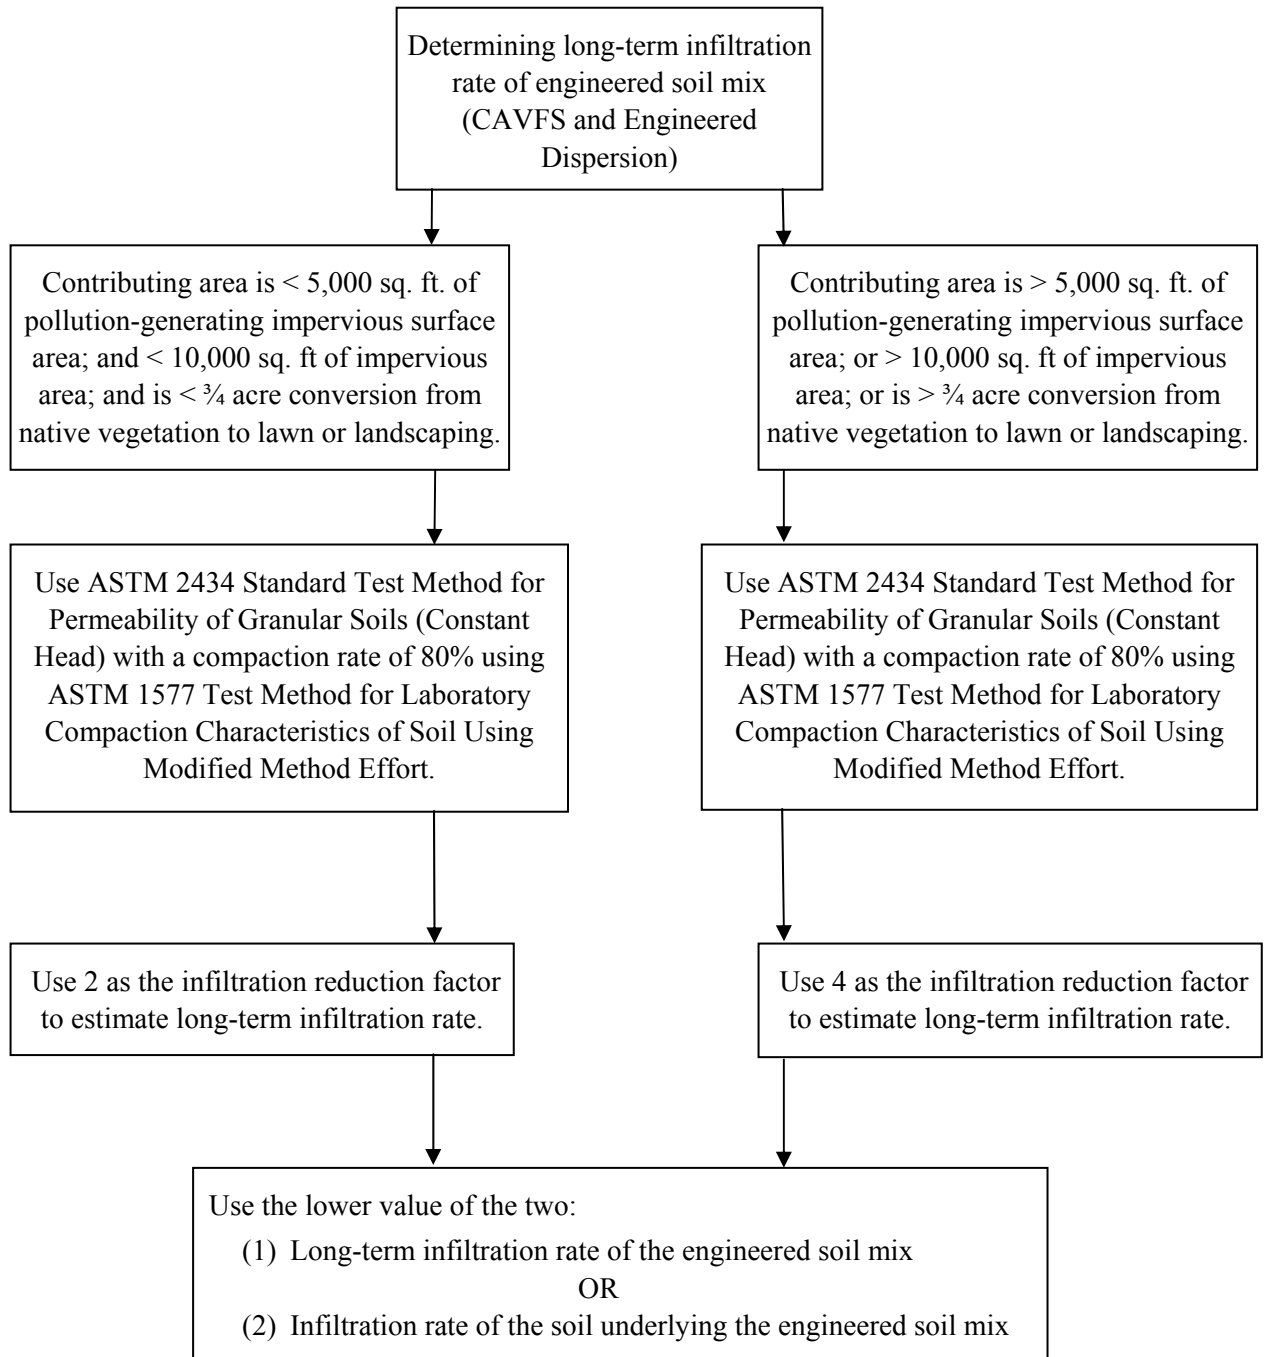 Determining long-term infiltration
rate of engineered soil mix
(CAVFS and Engineered
Dispersion)
Contributing area is < 5,000 sq. ft. of
pollution-generating impervious surface
area; and < 10,000 sq. ft of impervious
area; and is < ¾ acre conversion from
native vegetation to lawn or landscaping.
Contributing area is > 5,000 sq. ft. of
pollution-generating impervious surface
area; or > 10,000 sq. ft of impervious
area; or is > ¾ acre conversion from
native vegetation to lawn or landscaping.
Use ASTM 2434 Standard Test Method for
Permeability of Granular Soils (Constant
Head) with a compaction rate of 80% using
ASTM 1577 Test Method for Laboratory
Compaction Characteristics of Soil Using
Modified Method Effort.
Use ASTM 2434 Standard Test Method for
Permeability of Granular Soils (Constant
Head) with a compaction rate of 80% using
ASTM 1577 Test Method for Laboratory
Compaction Characteristics of Soil Using
Modified Method Effort.
Use 2 as the infiltration reduction factor
to estimate long-term infiltration rate.
Use 4 as the infiltration reduction factor
to estimate long-term infiltration rate.
Use the lower value of the two:
(1) Long-term infiltration rate of the engineered soil mix
OR
(2) Infiltration rate of the soil underlying the engineered soil mix